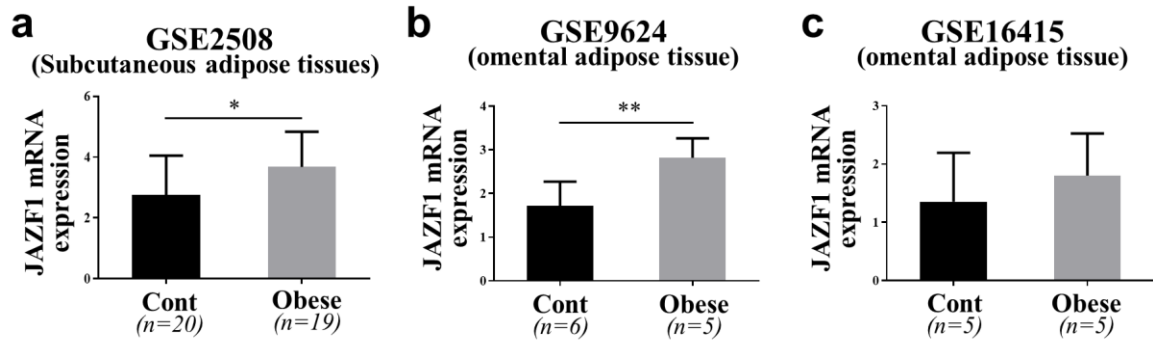 a
GSE2508
(Subcutaneous adipose tissues)
JAZF1 mRNA
expression
6
4
2
0
*
Cont
(n=20)
Obese
(n=19)
b
GSE9624
(omental adipose tissue)
JAZF1 mRNA
expression
4
3
2
1
0
**
Cont
(n=6)
Obese
(n=5)
c
GSE16415
(omental adipose tissue)
JAZF1 mRNA
expression
3
2
1
0
Cont
(n=5)
Obese
(n=5)